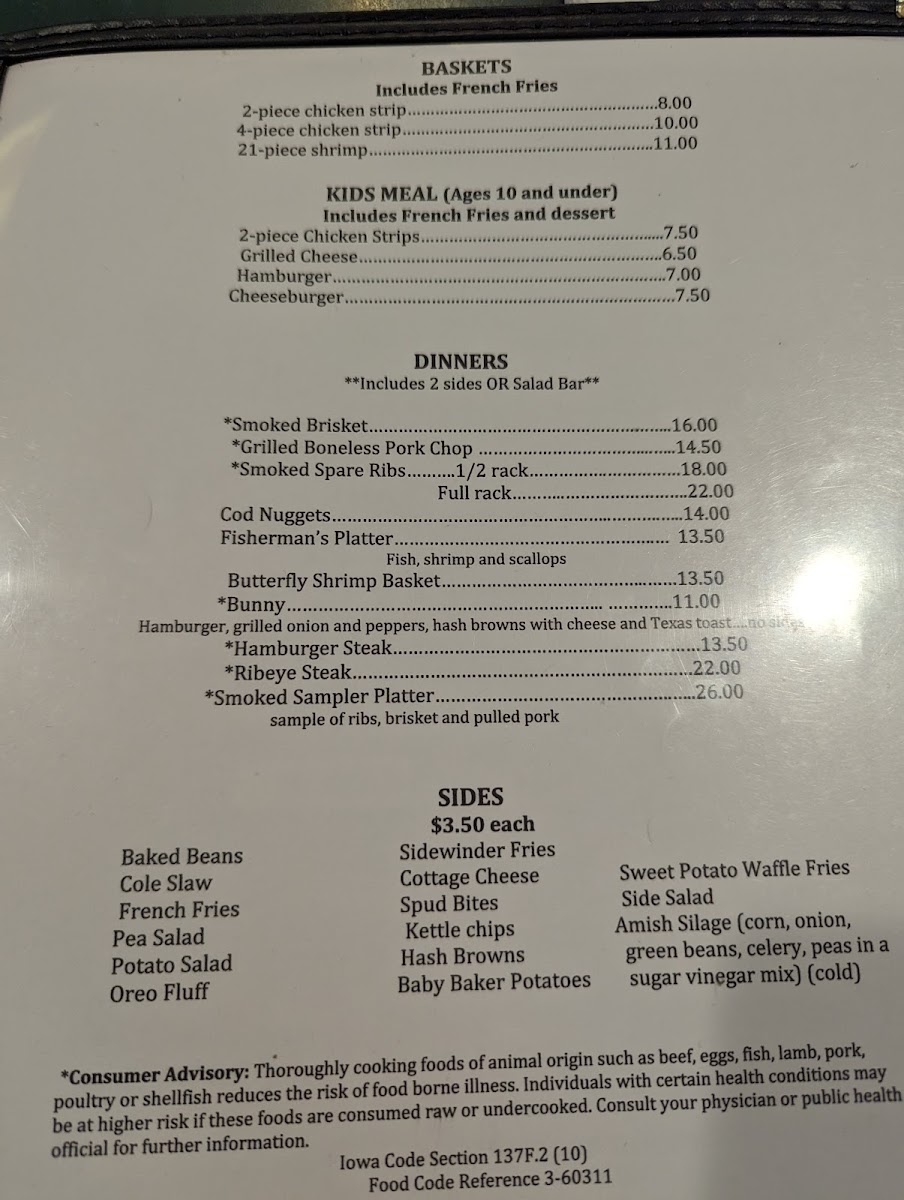 BASKETS
Includes French Fries
2-piece chicken strip..........................................................8.00
4-piece chicken strip..........................................................10.00
21-piece shrimp..................................................................11.00
KIDS MEAL (Ages 10 and under)
Includes French Fries and dessert
2-piece Chicken Strips........................................................7.50
Grilled Cheese......................................................................6.50
Hamburger...........................................................................7.00
Cheeseburger.......................................................................7.50
DINNERS
**Includes 2 sides OR Salad Bar**
*Smoked Brisket..................................................................16.00
*Grilled Boneless Pork Chop ............................................14.50
*Smoked Spare Ribs.........1/2 rack..................................18.00
Full rack.......................................22.00
Cod Nuggets..........................................................................14.00
Fisherman's Platter............................................................ 13.50
Fish, shrimp and scallops
Butterfly Shrimp Basket....................................................13.50
*Bunny.................................................................... ..............11.00
Hamburger, grilled onion and peppers, hash browns with cheese and Texas toast....no sides
*Hamburger Steak...................................................................13.50
*Ribeye Steak..........................................................................22.00
*Smoked Sampler Platter.........................................................26.00
sample of ribs, brisket and pulled pork
SIDES
$3.50 each
Baked Beans
Cole Slaw
French Fries
Pea Salad
Potato Salad
Oreo Fluff
Sidewinder Fries
Cottage Cheese
Spud Bites
Kettle chips
Hash Browns
Baby Baker Potatoes
Sweet Potato Waffle Fries
Side Salad
Amish Silage (corn, onion,
green beans, celery, peas in a
sugar vinegar mix) (cold)
*Consumer Advisory: Thoroughly cooking foods of animal origin such as beef, eggs, fish, lamb, pork,
poultry or shellfish reduces the risk of food borne illness. Individuals with certain health conditions may
be at higher risk if these foods are consumed raw or undercooked. Consult your physician or public health
official for further information.
Iowa Code Section 137F.2 (10)
Food Code Reference 3-60311